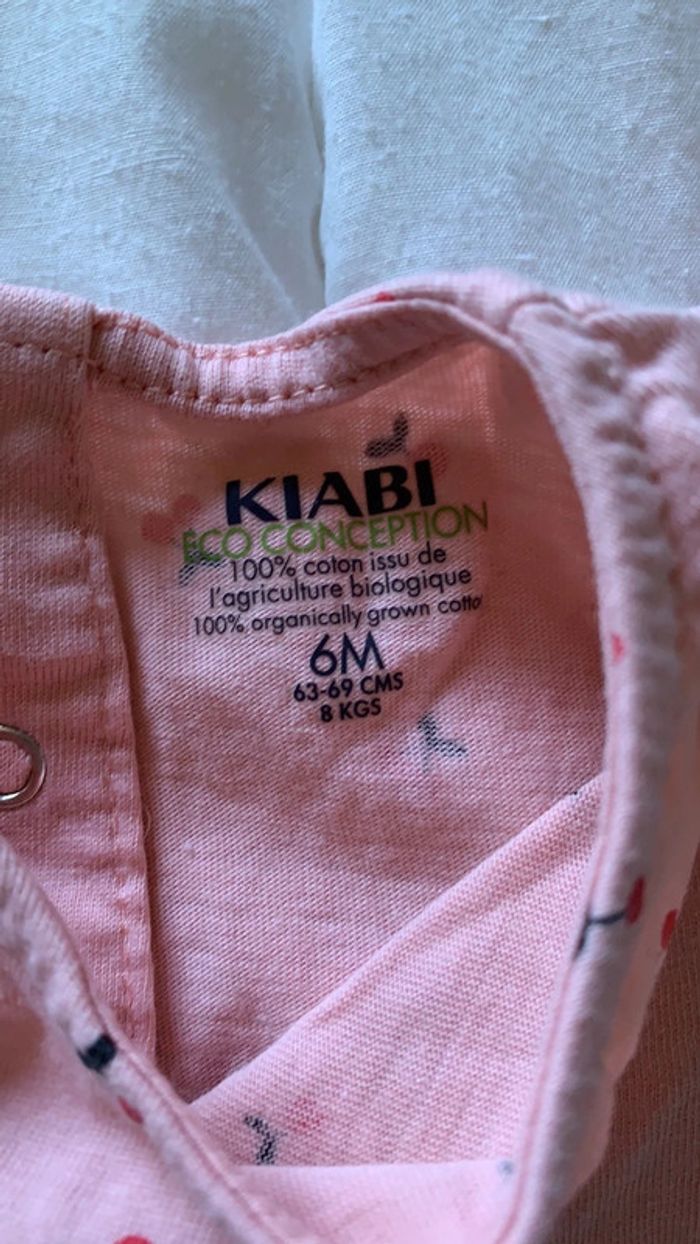 KIABI
ECO CONCEPTION
100% coton issu de
l'agriculture biologique
100% organically grown cotto
6M
63-69 CMS
8 KGS